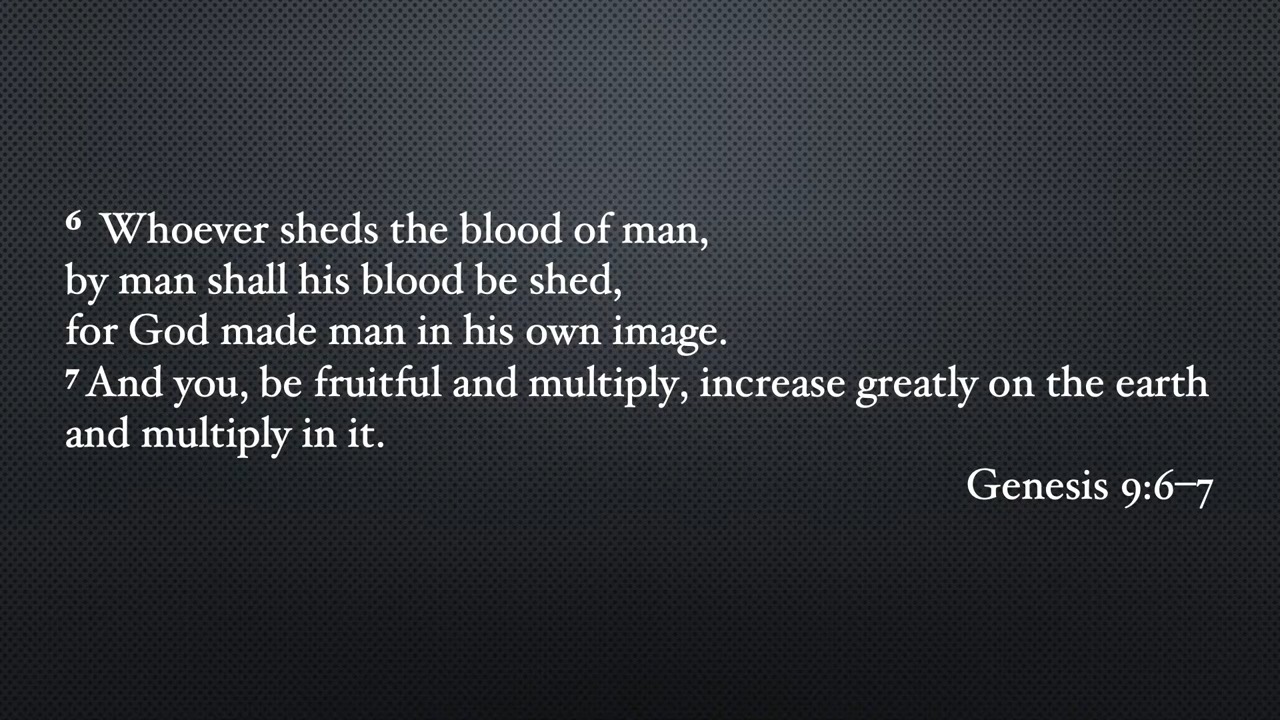 6 Whoever sheds the blood of man,
by man shall his blood be shed,
for God made man in his own image.
7 And you, be fruitful and multiply, increase greatly on the earth
and multiply in it.
Genesis 9:6–7